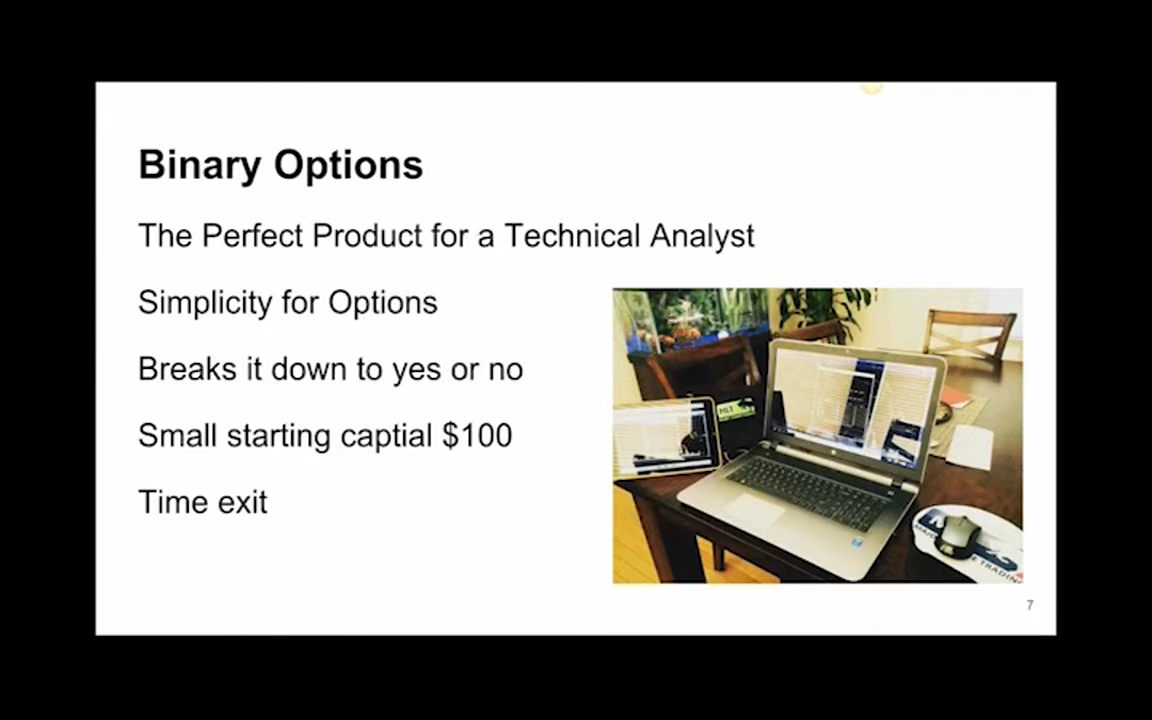 Binary Options
The Perfect Product for a Technical Analyst
Simplicity for Options
Breaks it down to yes or no
Small starting captial $100
Time exit
7